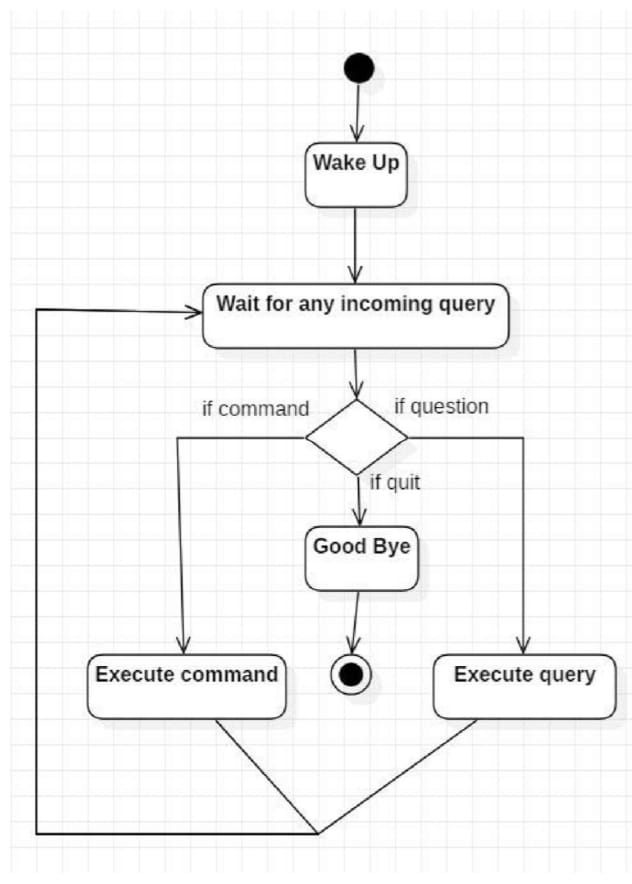 Wake Up
Wait for any incoming query
if command
if question
if quit
Good Bye
Execute command
Execute query